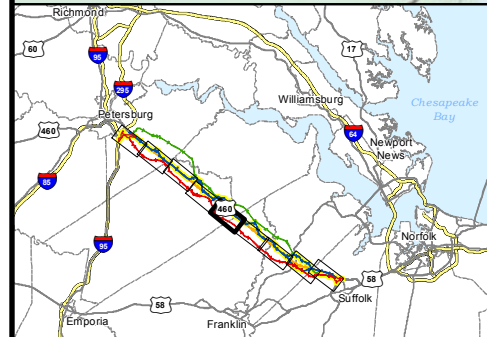 Richmond
60
95
17
295
Williamsburg
Chesapeake
Bay
Petersburg
460
64
Newport
News
85
460
95
Norfolk
58
Suffolk
58
Emporia
Franklin